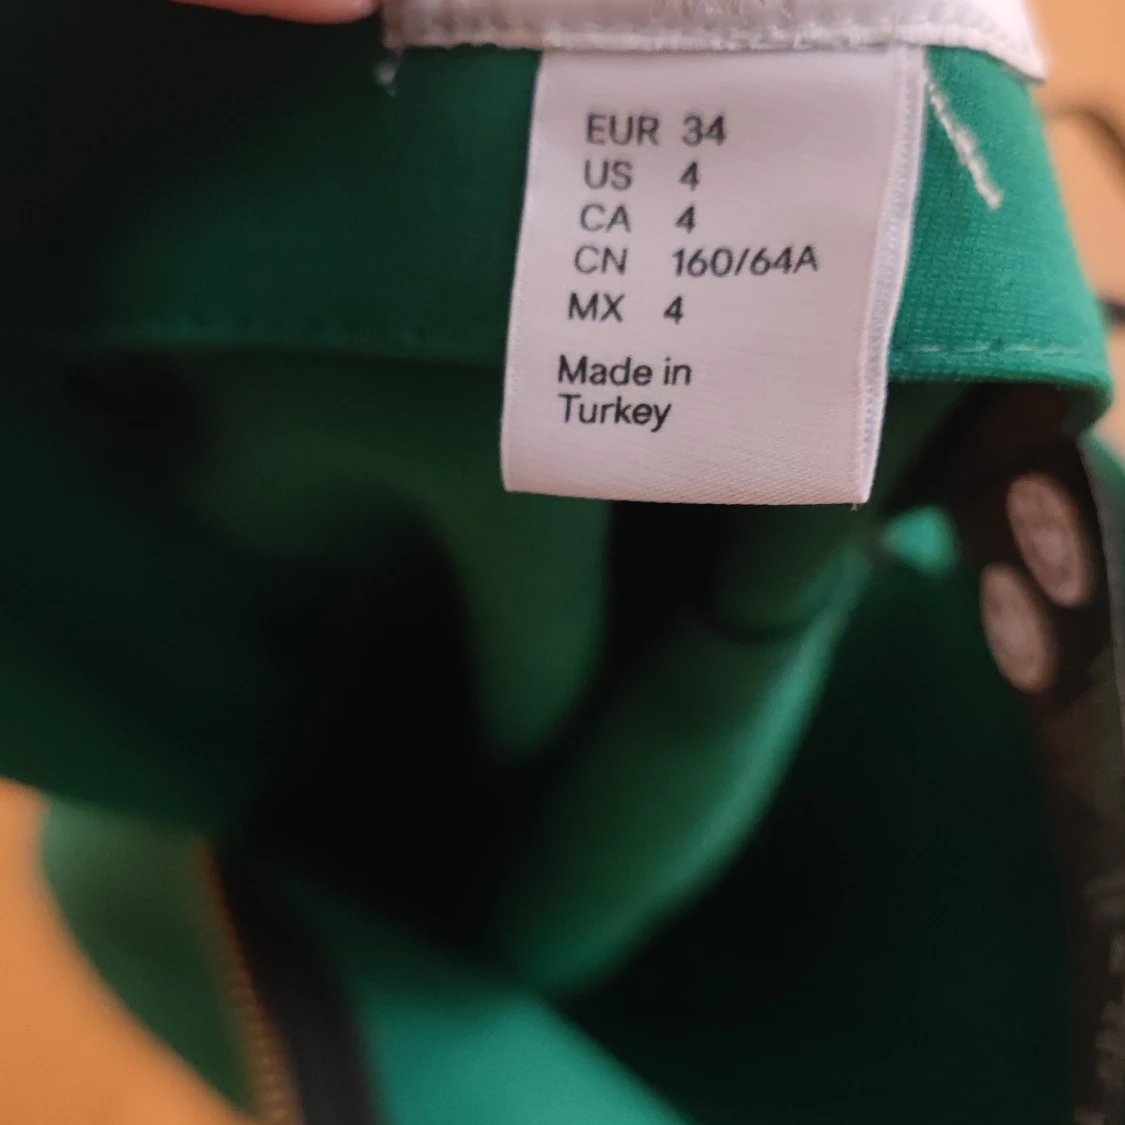 EUR 34
US 4
CA 4
CN 160/64A
MX 4
Made in
Turkey